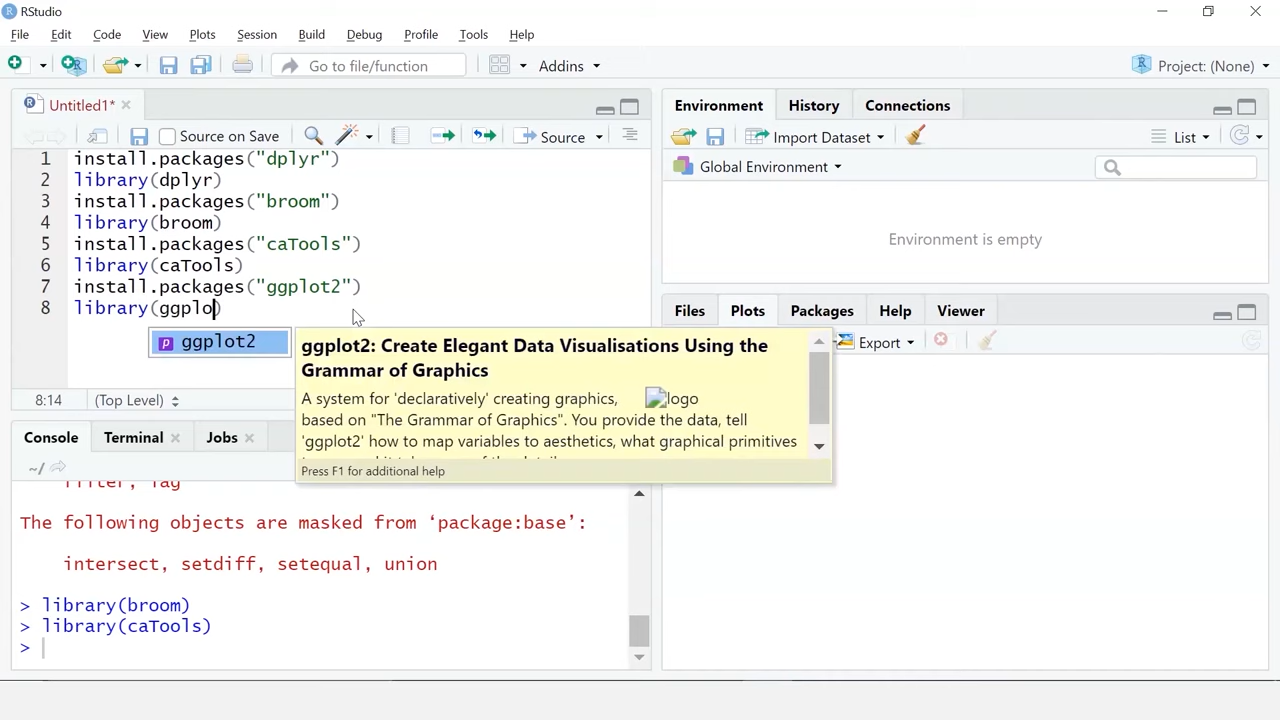 RStudio
File Edit Code View Plots Session Build Debug Profile Tools Help
Go to file/function Addins Project: (None)
Untitled1*
Source on Save Source
1 install.packages("dplyr")
2 library(dplyr)
3 install.packages("broom")
4 library(broom)
5 install.packages("caTools")
6 library(caTools)
7 install.packages("ggplot2")
8 library(ggplo)
ggplot2
ggplot2: Create Elegant Data Visualisations Using the
Grammar of Graphics
A system for 'declaratively' creating graphics,
logo
based on "The Grammar of Graphics". You provide the data, tell
'ggplot2' how to map variables to aesthetics, what graphical primitives
Press F1 for additional help
8:14 (Top Level)
Console Terminal Jobs
~/
filter, lag
The following objects are masked from ‘package:base’:
intersect, setdiff, setequal, union
> library(broom)
> library(caTools)
>
Environment History Connections
Import Dataset List
Global Environment
Environment is empty
Files Plots Packages Help Viewer
Export